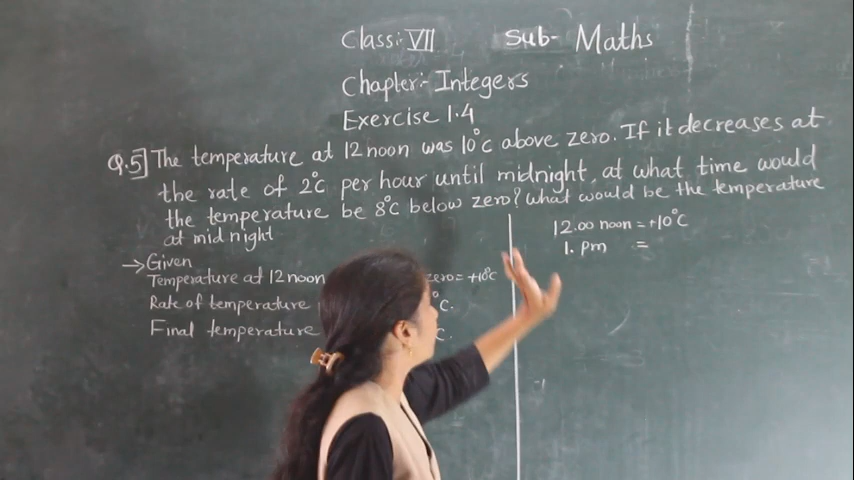 Class:- VII Sub- Maths
Chapter:- Integers
Exercise 1.4
Q.5] The temperature at 12 noon was 10°C above zero. If it decreases at
the rate of 2°C per hour until midnight, at what time would
the temperature be 8°C below zero? What would be the temperature
at mid night
→ Given
Temperature at 12 noon zero = +10°C
Rate of temperature °C.
Final temperature C.
12.00 noon = +10°C
1. pm =